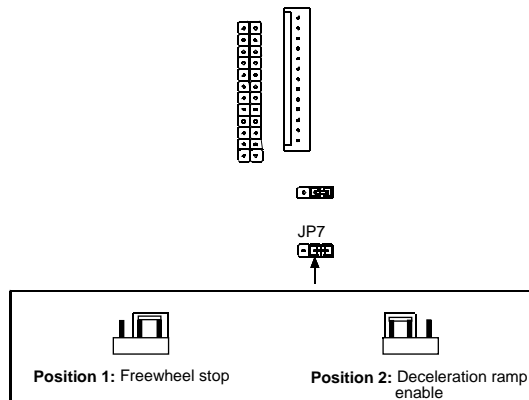 JP7
Position 1: Freewheel stop
Position 2: Deceleration ramp
enable